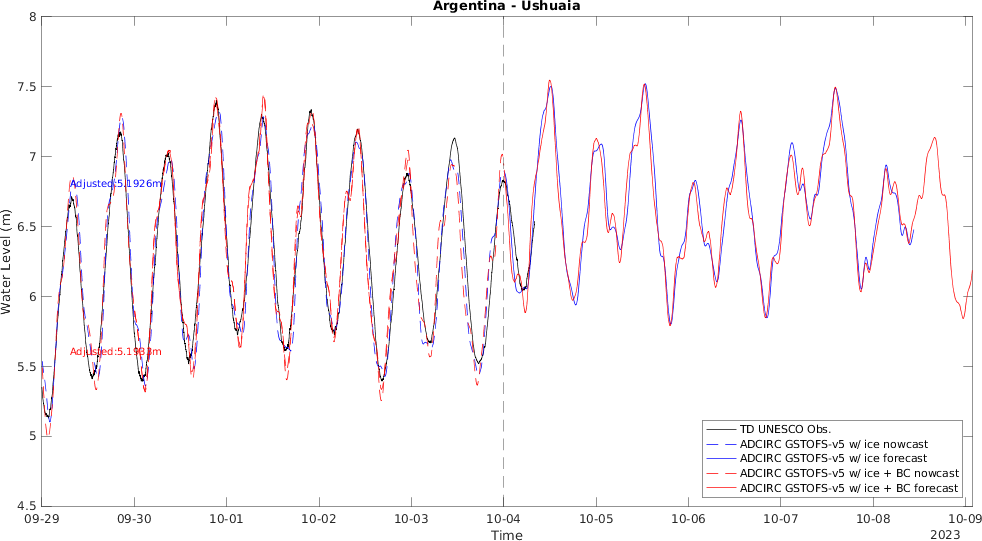 Argentina - Ushuaia
8
7.5
7
6.5
6
5.5
5
4.5
Water Level (m)
Adjusted:5.1926m
Adjusted:5.1933m
TD UNESCO Obs.
ADCIRC GSTOFS-v5 w/ ice nowcast
ADCIRC GSTOFS-v5 w/ ice forecast
ADCIRC GSTOFS-v5 w/ ice + BC nowcast
ADCIRC GSTOFS-v5 w/ ice + BC forecast
09-29 09-30 10-01 10-02 10-03 10-04 10-05 10-06 10-07 10-08 10-09
Time
2023